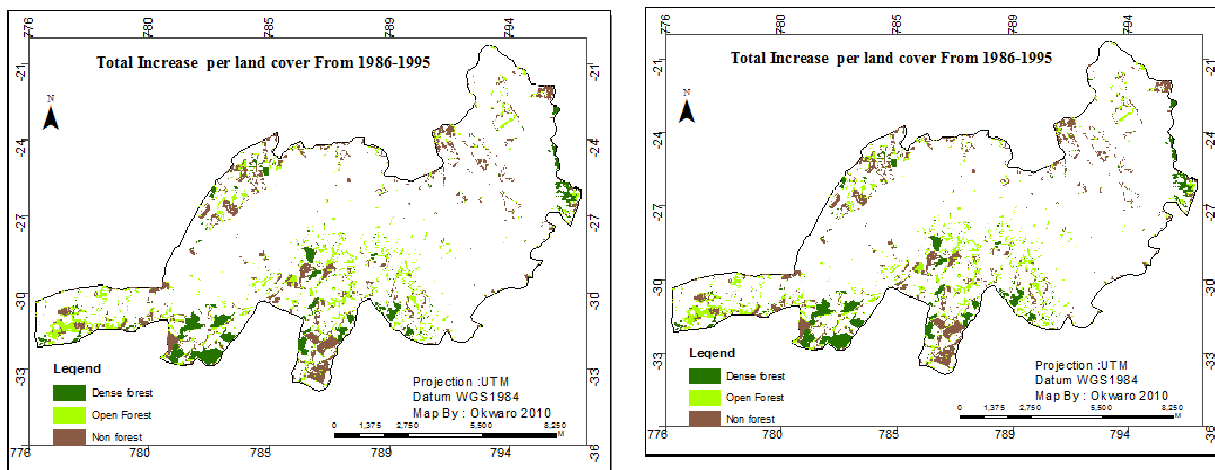 776 780 785 789 794
Total Increase per land cover From 1986-1995
-21
N
-24
-27
-30
-33
-36
Legend
Dense forest
Open Forest
Non forest
Projection :UTM
Datum WGS1984
Map By : Okwaro 2010
0 1,375 2,750 5,500 8,250
M
776 780 785 789 794
776 780 785 789 794
Total Increase per land cover From 1986-1995
-21
N
-24
-27
-30
-33
-36
Legend
Dense forest
Open Forest
Non forest
Projection :UTM
Datum WGS1984
Map By : Okwaro 2010
0 1,375 2,750 5,500 8,250
M
776 780 785 789 794
-21
-24
-27
-30
-33
-36
-21
-24
-27
-30
-33
-36